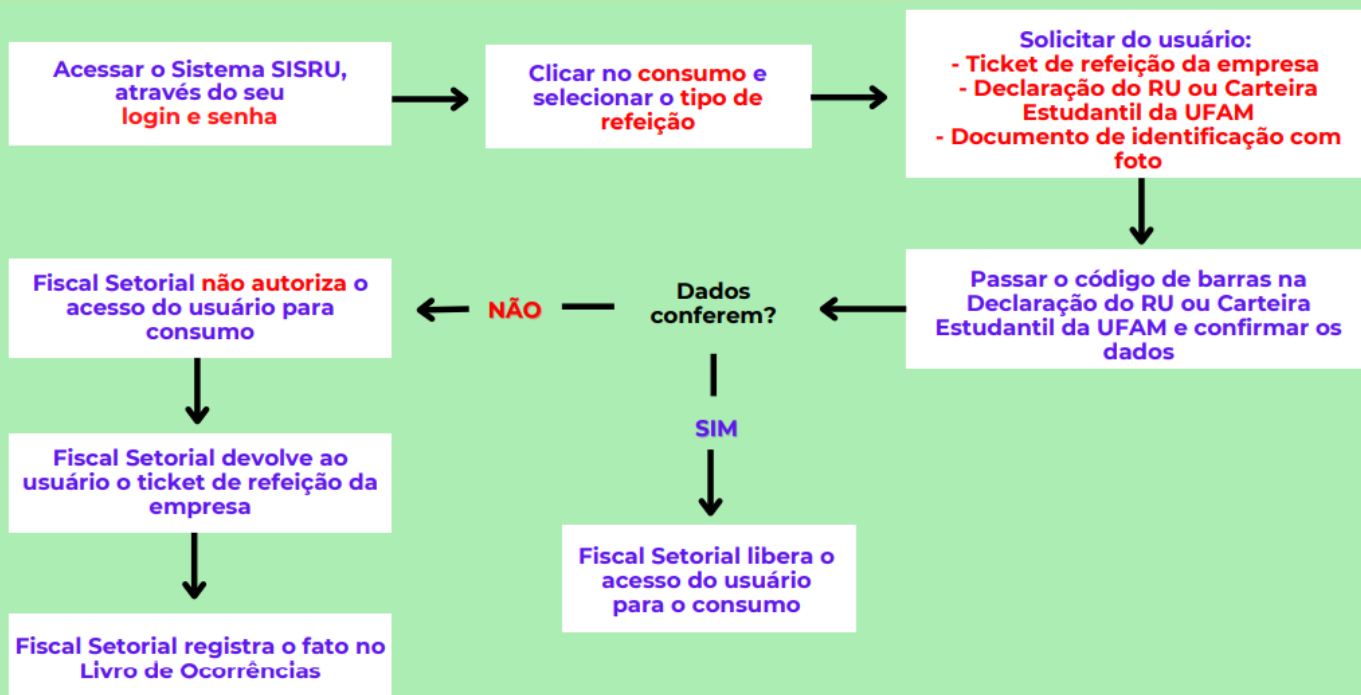 Acessar o Sistema SISRU,
através do seu
login e senha
Clicar no consumo e
selecionar o tipo de
refeição
Solicitar do usuário:
- Ticket de refeição da empresa
- Declaração do RU ou Carteira
Estudantil da UFAM
- Documento de identificação com
foto
Passar o código de barras na
Declaração do RU ou Carteira
Estudantil da UFAM e confirmar os
dados
Dados
conferem?
NÃO
Fiscal Setorial não autoriza o
acesso do usuário para
consumo
Fiscal Setorial devolve ao
usuário o ticket de refeição da
empresa
Fiscal Setorial registra o fato no
Livro de Ocorrências
SIM
Fiscal Setorial libera o
acesso do usuário
para o consumo